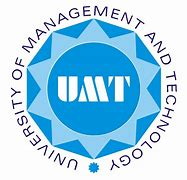 UNIVERSITY OF MANAGEMENT AND TECHNOLOGY
UMT